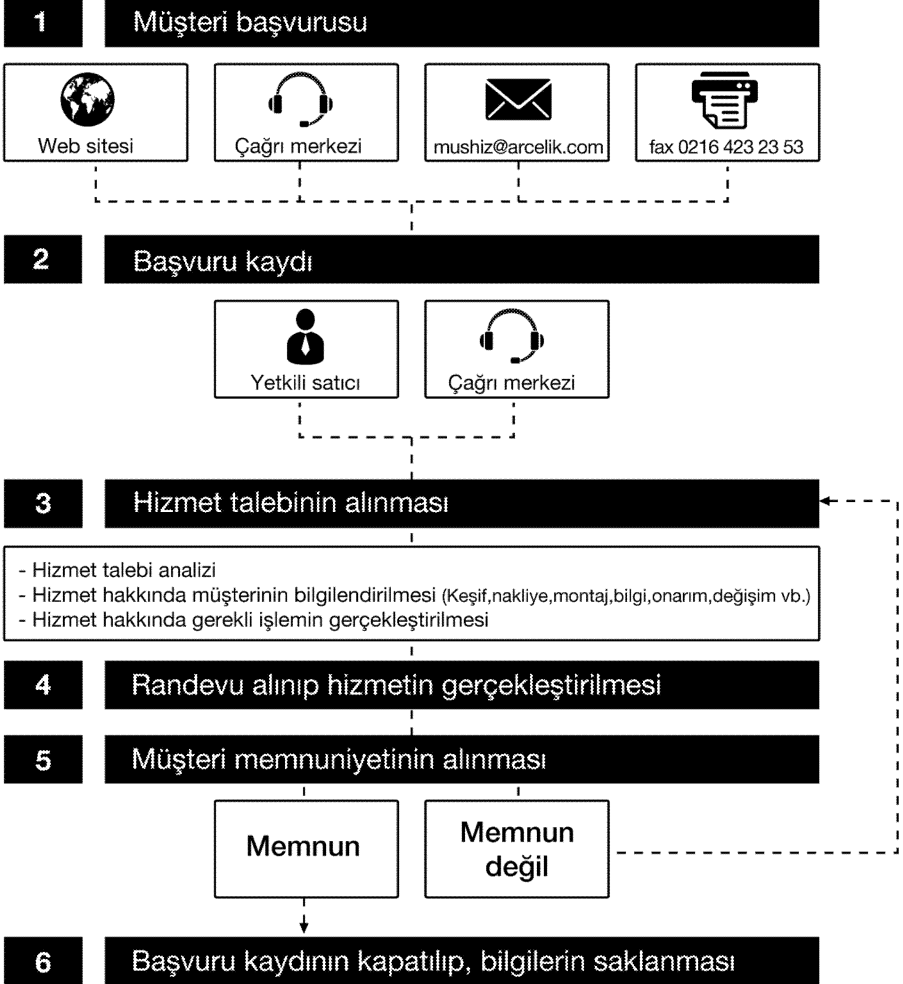 1 Müşteri başvurusu
Web sitesi
Çağrı merkezi
mushiz@arcelik.com
fax 0216 423 23 53
2 Başvuru kaydı
Yetkili satıcı
Çağrı merkezi
3 Hizmet talebinin alınması
- Hizmet talebi analizi
- Hizmet hakkında müşterinin bilgilendirilmesi (Keşif,nakliye,montaj,bilgi,onarım,değişim vb.)
- Hizmet hakkında gerekli işlemin gerçekleştirilmesi
4 Randevu alınıp hizmetin gerçekleştirilmesi
5 Müşteri memnuniyetinin alınması
Memnun
Memnun
değil
6 Başvuru kaydının kapatılıp, bilgilerin saklanması